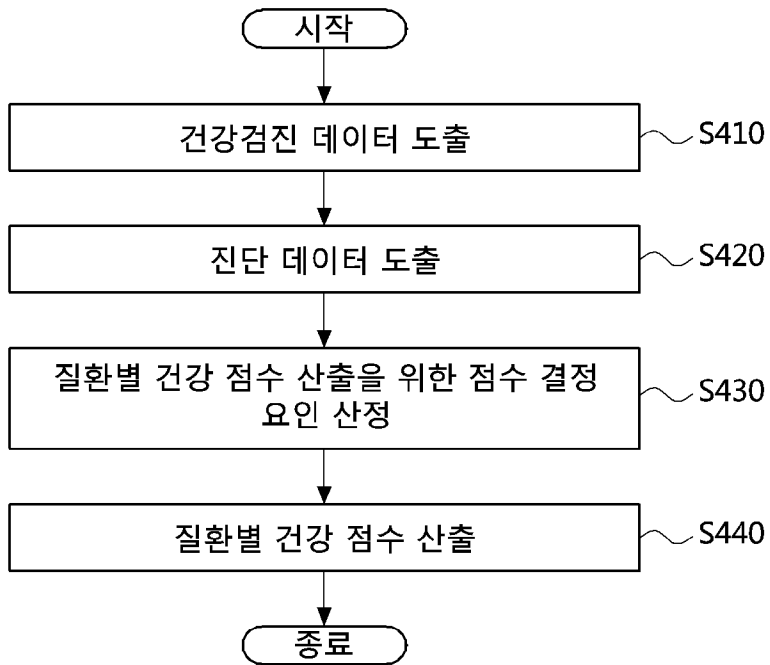 시작
건강검진 데이터 도출
S410
진단 데이터 도출
S420
질환별 건강 점수 산출을 위한 점수 결정
요인 산정
S430
질환별 건강 점수 산출
S440
종료